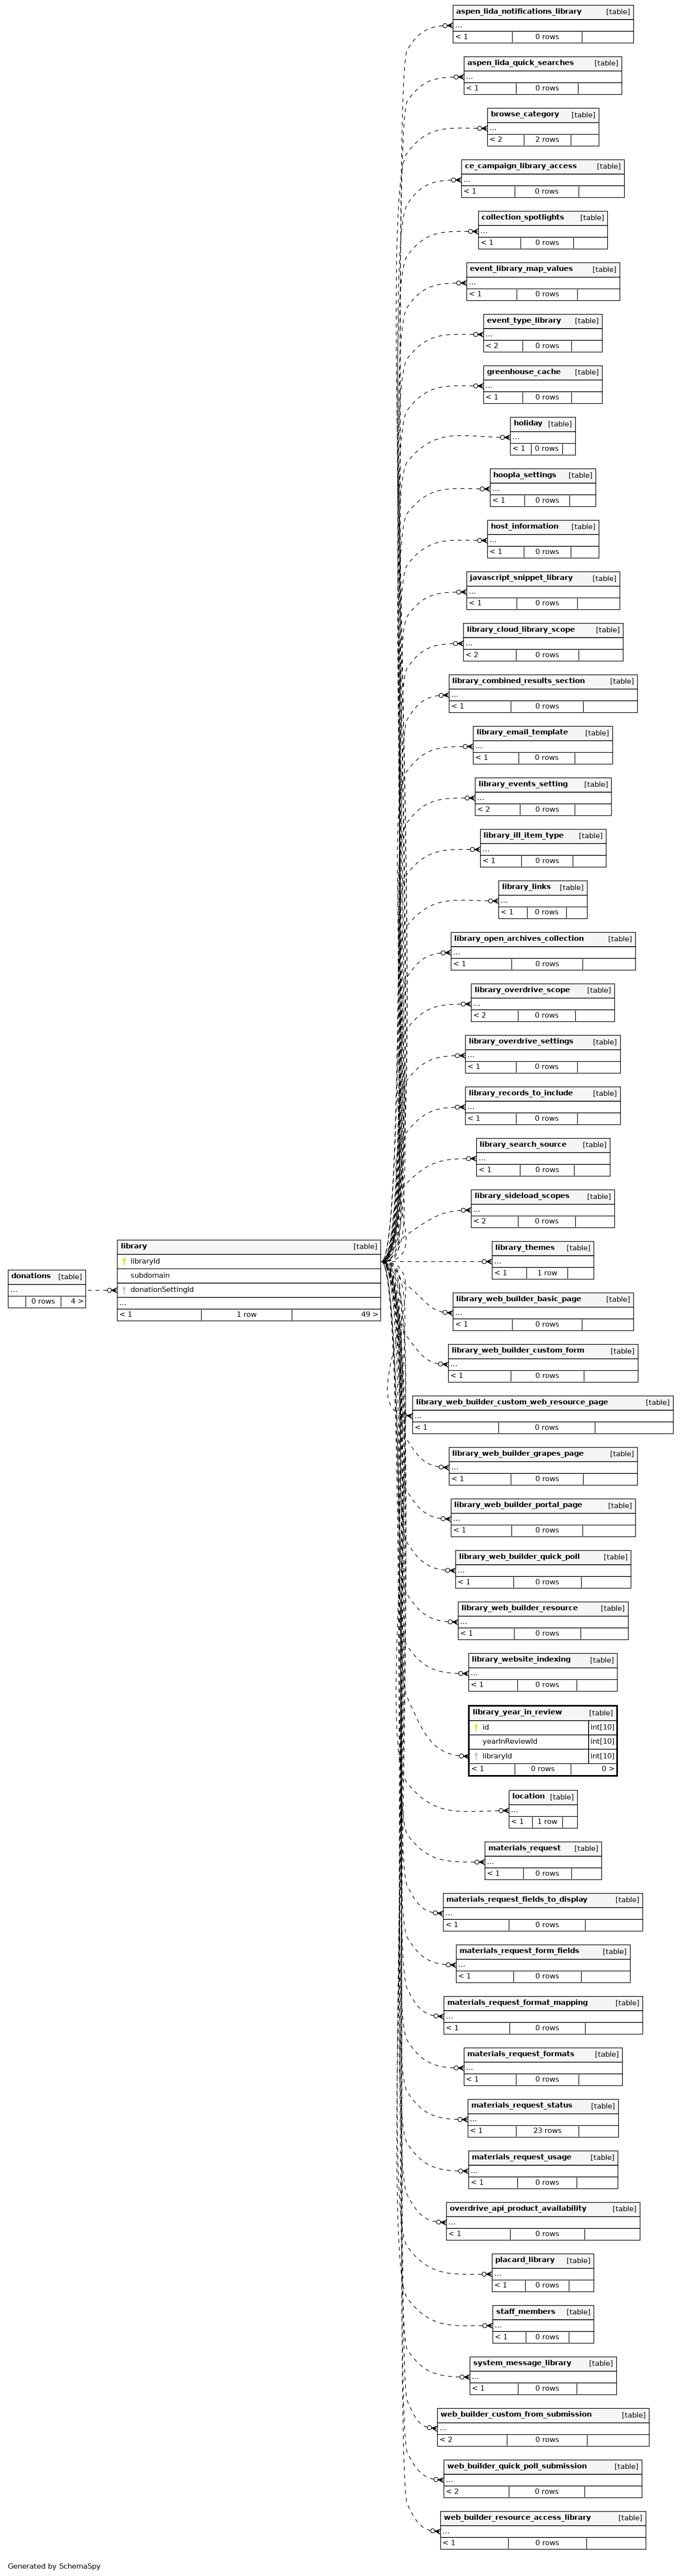 aspen_lida_notifications_library [table]
...
< 1 0 rows
aspen_lida_quick_searches [table]
...
< 1 0 rows
browse_category [table]
...
< 2 2 rows
ce_campaign_library_access [table]
...
< 1 0 rows
collection_spotlights [table]
...
< 1 0 rows
event_library_map_values [table]
...
< 1 0 rows
event_type_library [table]
...
< 2 0 rows
greenhouse_cache [table]
...
< 1 0 rows
holiday [table]
...
< 1 0 rows
hoopla_settings [table]
...
< 1 0 rows
host_information [table]
...
< 1 0 rows
javascript_snippet_library [table]
...
< 1 0 rows
library_cloud_library_scope [table]
...
< 2 0 rows
library_combined_results_section [table]
...
< 1 0 rows
library_email_template [table]
...
< 1 0 rows
library_events_setting [table]
...
< 2 0 rows
library_ill_item_type [table]
...
< 1 0 rows
library_links [table]
...
< 1 0 rows
library_open_archives_collection [table]
...
< 1 0 rows
library_overdrive_scope [table]
...
< 2 0 rows
library_overdrive_settings [table]
...
< 1 0 rows
library_records_to_include [table]
...
< 1 0 rows
library_search_source [table]
...
< 1 0 rows
library_sideload_scopes [table]
...
< 2 0 rows
donations [table]
...
0 rows 4 >
library [table]
libraryId
subdomain
donationSettingId
...
< 1 1 row 49 >
library_themes [table]
...
< 1 1 row
library_web_builder_basic_page [table]
...
< 1 0 rows
library_web_builder_custom_form [table]
...
< 1 0 rows
library_web_builder_custom_web_resource_page [table]
...
< 1 0 rows
library_web_builder_grapes_page [table]
...
< 1 0 rows
library_web_builder_portal_page [table]
...
< 1 0 rows
library_web_builder_quick_poll [table]
...
< 1 0 rows
library_web_builder_resource [table]
...
< 1 0 rows
library_website_indexing [table]
...
< 1 0 rows
library_year_in_review [table]
id int[10]
yearInReviewId int[10]
libraryId int[10]
< 1 0 rows 0 >
location [table]
...
< 1 1 row
materials_request [table]
...
< 1 0 rows
materials_request_fields_to_display [table]
...
< 1 0 rows
materials_request_form_fields [table]
...
< 1 0 rows
materials_request_format_mapping [table]
...
< 1 0 rows
materials_request_formats [table]
...
< 1 0 rows
materials_request_status [table]
...
< 1 23 rows
materials_request_usage [table]
...
< 1 0 rows
overdrive_api_product_availability [table]
...
< 1 0 rows
placard_library [table]
...
< 1 0 rows
staff_members [table]
...
< 1 0 rows
system_message_library [table]
...
< 1 0 rows
web_builder_custom_from_submission [table]
...
< 2 0 rows
web_builder_quick_poll_submission [table]
...
< 2 0 rows
web_builder_resource_access_library [table]
...
< 1 0 rows
Generated by SchemaSpy